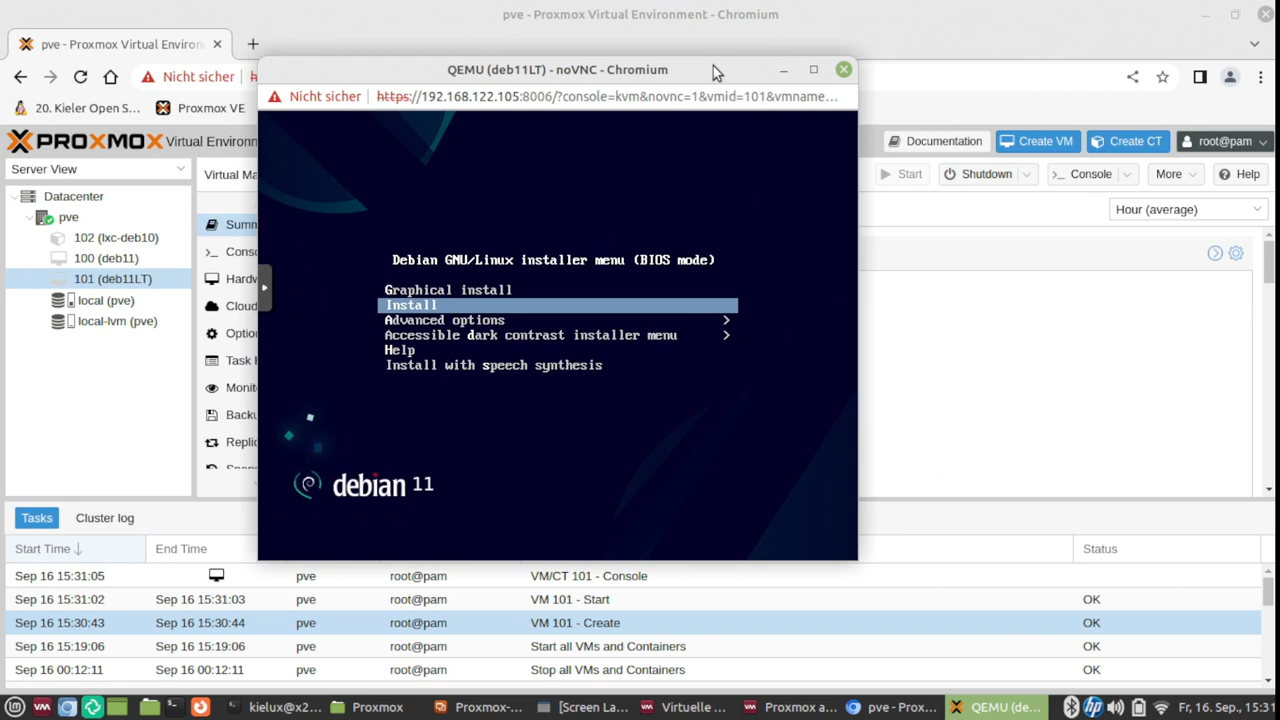 pve - Proxmox Virtual Environment - Chromium
pve - Proxmox Virtual Environ
Nicht sicher
20. Kieler Open S...
Proxmox VE
QEMU (deb11LT) - noVNC - Chromium
Nicht sicher | https://192.168.122.105:8006/?console=kvm&novnc=1&vmid=101&vmname...
PROXMOX Virtual Environ
Documentation
Create VM
Create CT
root@pam
Server View
Virtual Ma
Start
Shutdown
Console
More
Help
Hour (average)
Datacenter
pve
102 (lxc-deb10)
100 (deb11)
101 (deb11LT)
local (pve)
local-lvm (pve)
Summ
Conso
Hardw
Cloud
Optio
Task
Monit
Backu
Replic
Debian GNU/Linux installer menu (BIOS mode)
Graphical install
Install
Advanced options >
Accessible dark contrast installer menu >
Help
Install with speech synthesis
debian 11
Tasks
Cluster log
Start Time
End Time
Status
Sep 16 15:31:05 pve root@pam VM/CT 101 - Console
Sep 16 15:31:02 Sep 16 15:31:03 pve root@pam VM 101 - Start OK
Sep 16 15:30:43 Sep 16 15:30:44 pve root@pam VM 101 - Create OK
Sep 16 15:19:06 Sep 16 15:19:06 pve root@pam Start all VMs and Containers OK
Sep 16 00:12:11 Sep 16 00:12:11 pve root@pam Stop all VMs and Containers OK
kielux@x2...
Proxmox
Proxmox-...
[Screen La...
Virtuelle ...
Proxmox a...
pve - Prox...
QEMU (de...
Fr, 16. Sep., 15:31